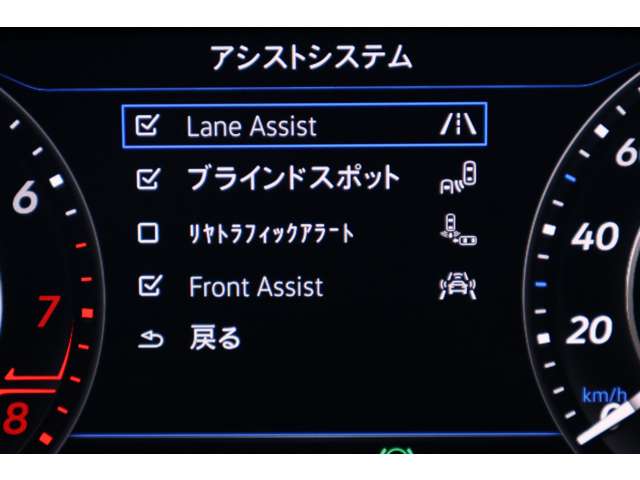 アシストシステム
Lane Assist
ブラインドスポット
リヤトラフィックアラート
Front Assist
戻る
6
7
8
6
40
20
km/h
0